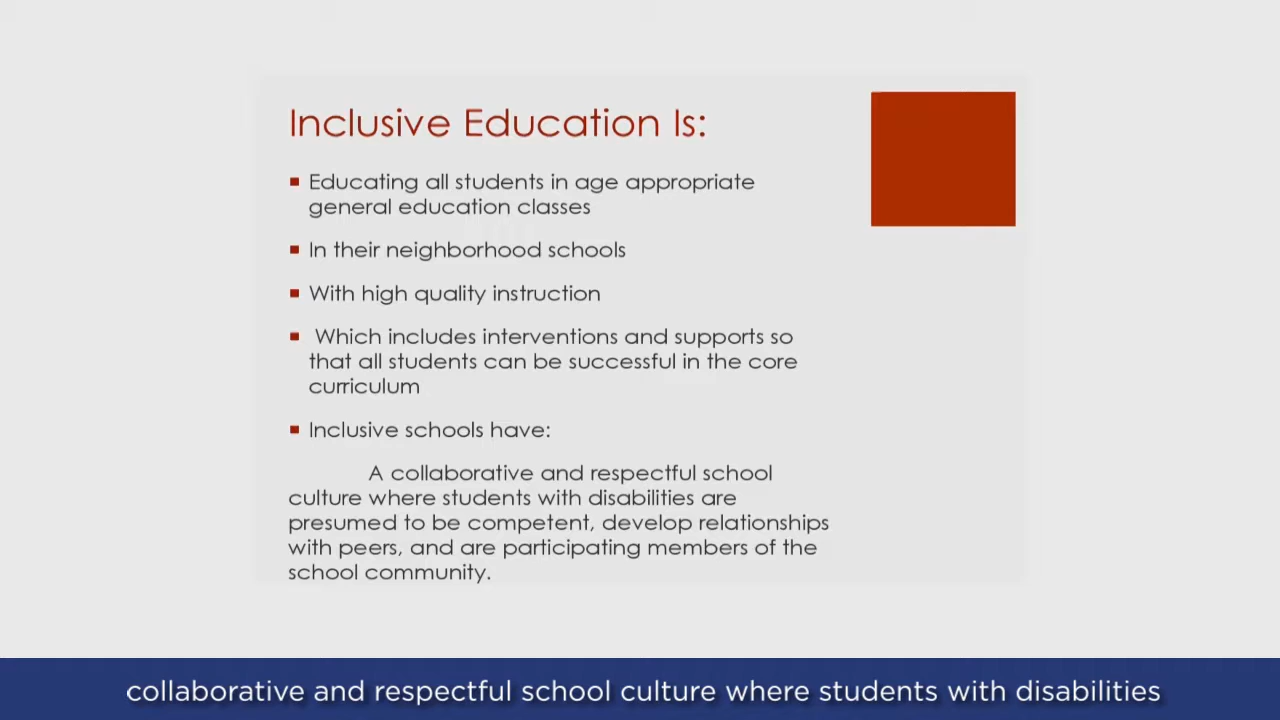 Inclusive Education Is:
Educating all students in age appropriate
general education classes
In their neighborhood schools
With high quality instruction
Which includes interventions and supports so
that all students can be successful in the core
curriculum
Inclusive schools have:
A collaborative and respectful school
culture where students with disabilities are
presumed to be competent, develop relationships
with peers, and are participating members of the
school community.
collaborative and respectful school culture where students with disabilities